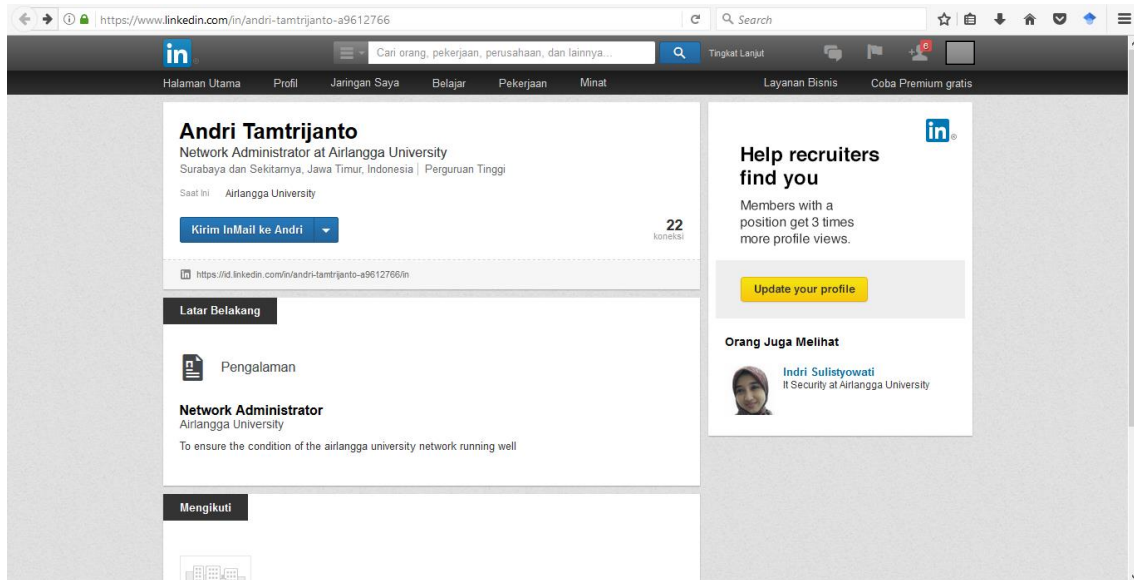 https://www.linkedin.com/in/andri-tamtrijanto-a9612766
Search
in
Cari orang, pekerjaan, perusahaan, dan lainnya...
Tingkat Lanjut
6
Halaman Utama Profil Jaringan Saya Belajar Pekerjaan Minat Layanan Bisnis Coba Premium gratis
Andri Tamtrijanto
Network Administrator at Airlangga University
Surabaya dan Sekitarnya, Jawa Timur, Indonesia | Perguruan Tinggi
Saat Ini Airlangga University
Kirim InMail ke Andri
22
koneksi
https://id.linkedin.com/in/andri-tamtrijanto-a9612766/in
Latar Belakang
Pengalaman
Network Administrator
Airlangga University
To ensure the condition of the airlangga university network running well
Mengikuti
in
Help recruiters
find you
Members with a
position get 3 times
more profile views.
Update your profile
Orang Juga Melihat
Indri Sulistyowati
It Security at Airlangga University